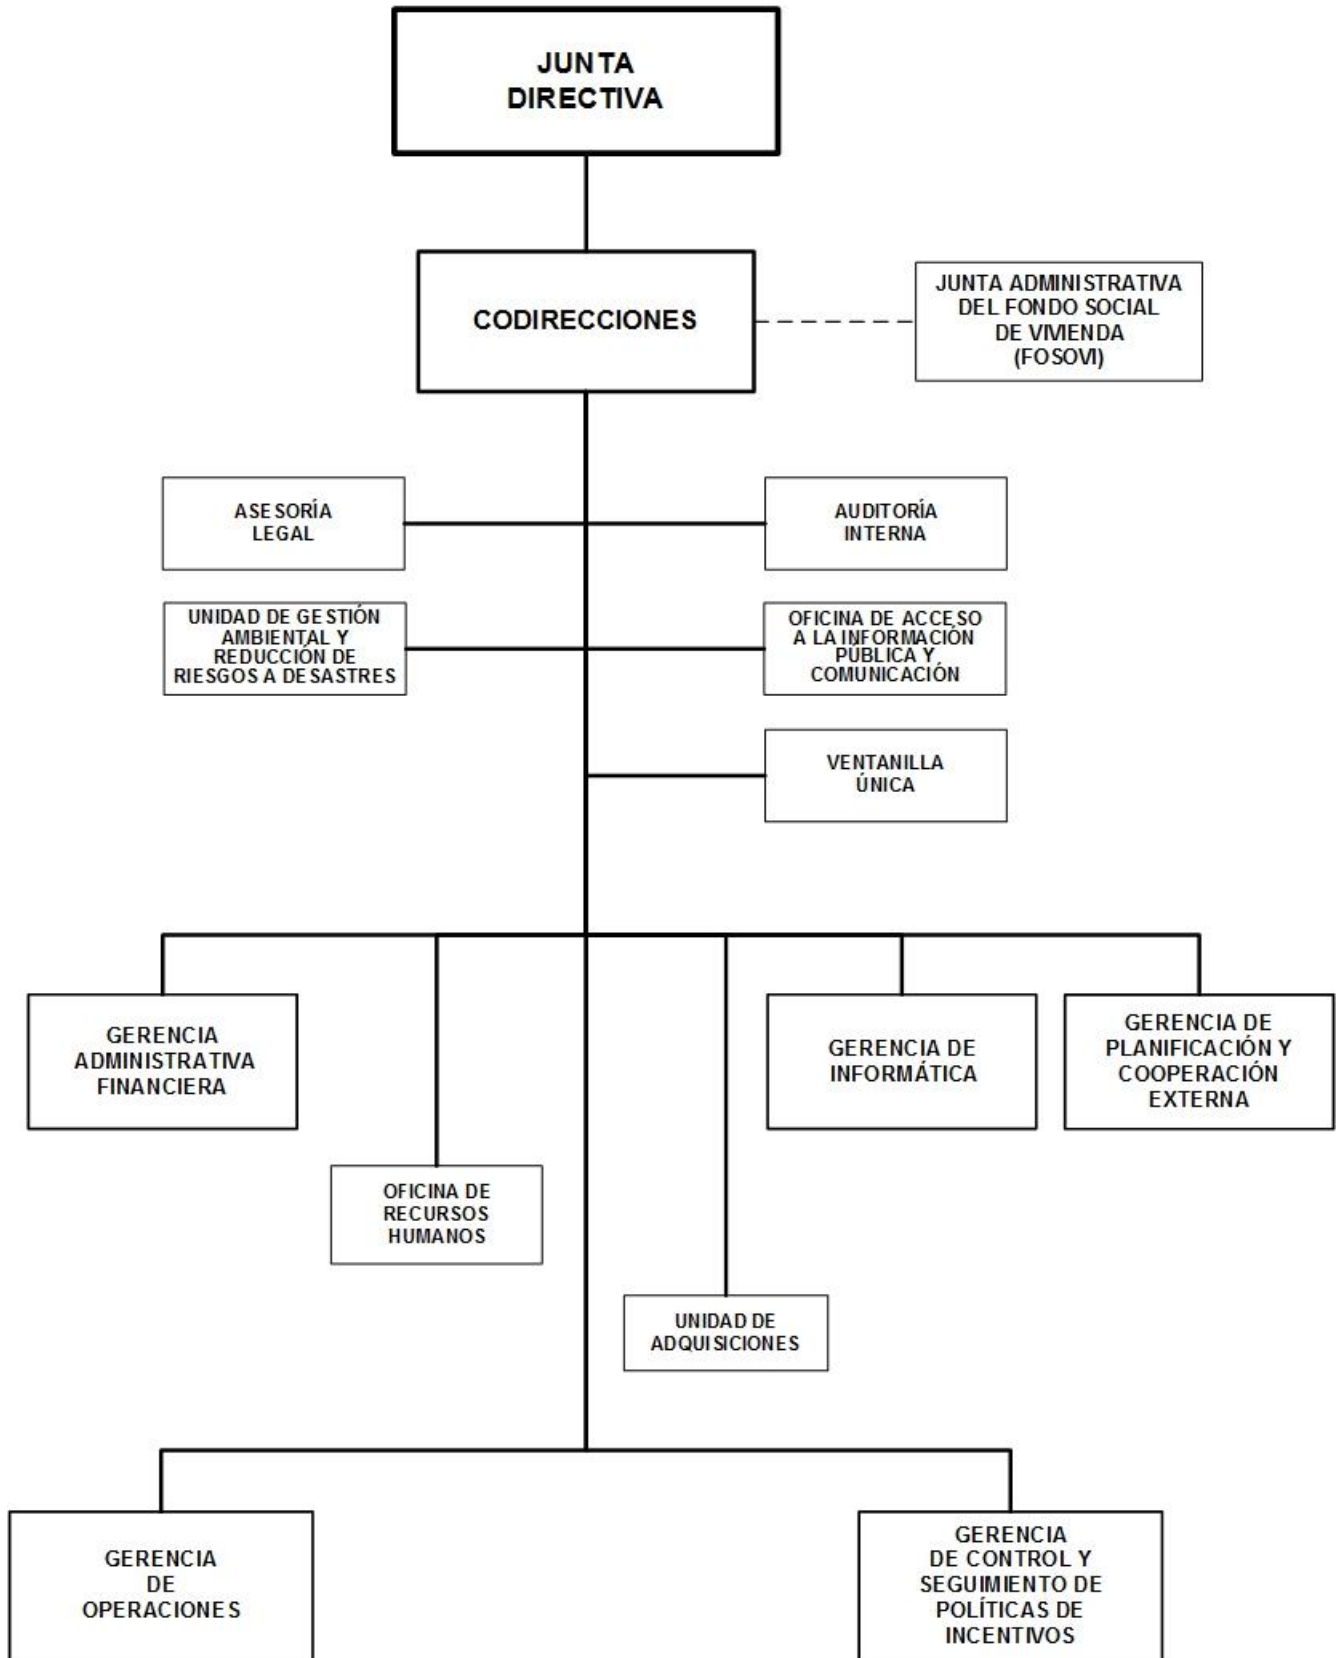 JUNTA
DIRECTIVA
CODIRECCIONES
JUNTA ADMINISTRATIVA
DEL FONDO SOCIAL
DE VIVIENDA
(FOSOVI)
ASESORÍA
LEGAL
AUDITORÍA
INTERNA
UNIDAD DE GESTIÓN
AMBIENTAL Y
REDUCCIÓN DE
RIESGOS A DESASTRES
OFICINA DE ACCESO
A LA INFORMACIÓN
PÚBLICA Y
COMUNICACIÓN
VENTANILLA
ÚNICA
GERENCIA
ADMINISTRATIVA
FINANCIERA
GERENCIA DE
INFORMÁTICA
GERENCIA DE
PLANIFICACIÓN Y
COOPERACIÓN
EXTERNA
OFICINA DE
RECURSOS
HUMANOS
UNIDAD DE
ADQUISICIONES
GERENCIA
DE
OPERACIONES
GERENCIA
DE CONTROL Y
SEGUIMIENTO DE
POLÍTICAS DE
INCENTIVOS